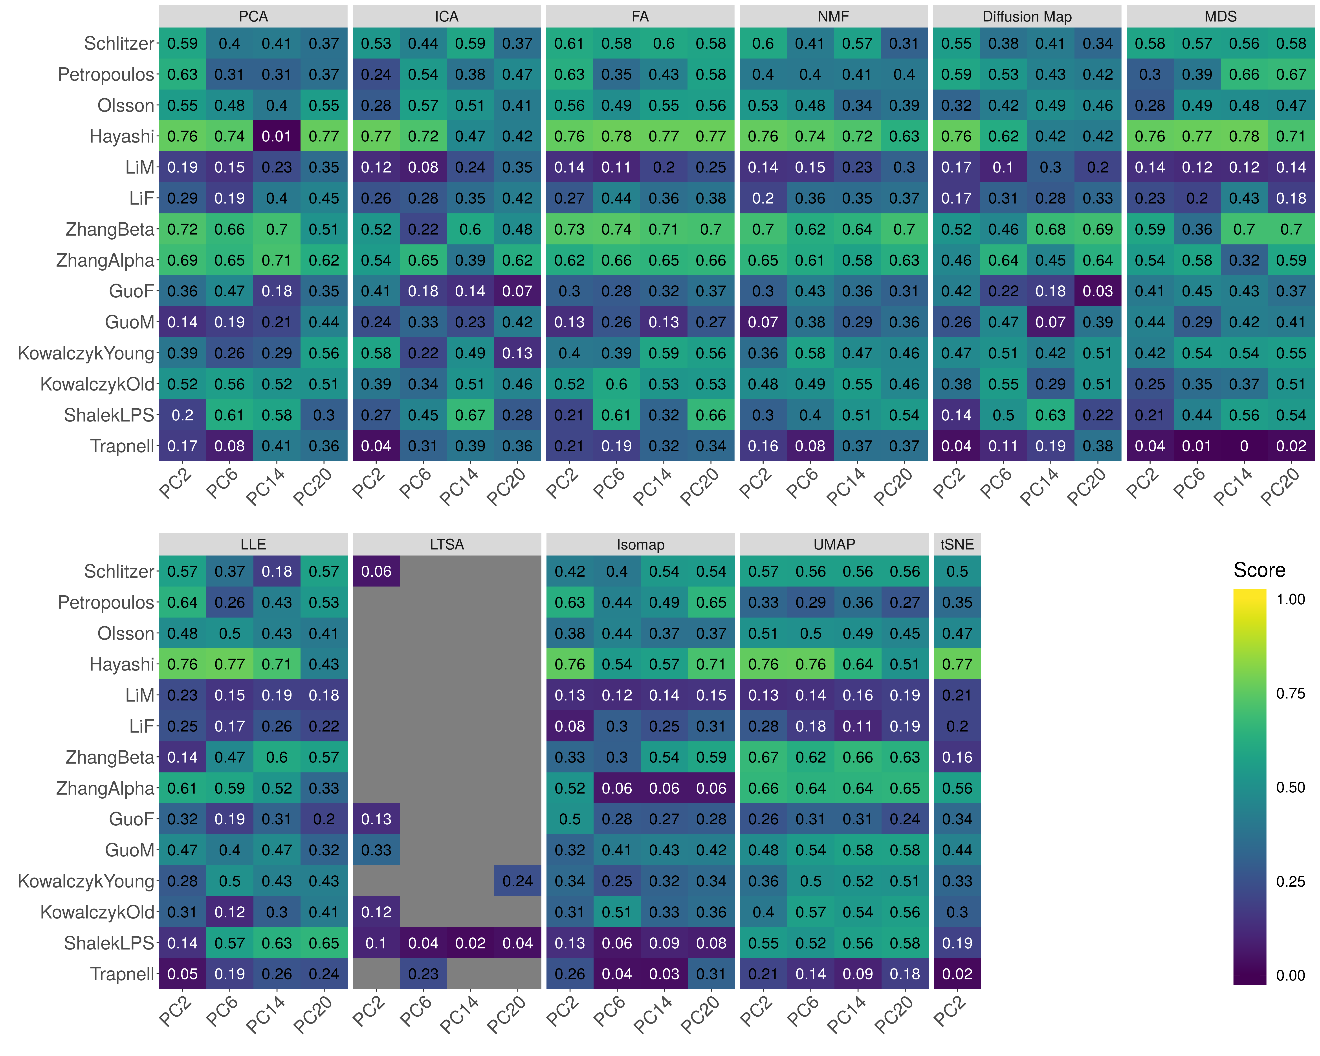 PCA ICA FA NMF Diffusion Map MDS
Schlitzer 0.59 0.4 0.41 0.37 0.53 0.44 0.59 0.37 0.61 0.58 0.6 0.58 0.6 0.41 0.57 0.31 0.55 0.38 0.41 0.34 0.58 0.57 0.56 0.58
Petropoulos 0.63 0.31 0.31 0.37 0.24 0.54 0.38 0.47 0.63 0.35 0.43 0.58 0.4 0.4 0.41 0.4 0.59 0.53 0.43 0.42 0.3 0.39 0.66 0.67
Olsson 0.55 0.48 0.4 0.55 0.28 0.57 0.51 0.41 0.56 0.49 0.55 0.56 0.53 0.48 0.34 0.39 0.32 0.42 0.49 0.46 0.28 0.49 0.48 0.47
Hayashi 0.76 0.74 0.01 0.77 0.77 0.72 0.47 0.42 0.76 0.78 0.77 0.77 0.76 0.74 0.72 0.63 0.76 0.62 0.42 0.42 0.76 0.77 0.78 0.71
LiM 0.19 0.15 0.23 0.35 0.12 0.08 0.24 0.35 0.14 0.11 0.2 0.25 0.14 0.15 0.23 0.3 0.17 0.1 0.3 0.2 0.14 0.12 0.12 0.14
LiF 0.29 0.19 0.4 0.45 0.26 0.28 0.35 0.42 0.27 0.44 0.36 0.38 0.2 0.36 0.35 0.37 0.17 0.31 0.28 0.33 0.23 0.2 0.43 0.18
ZhangBeta 0.72 0.66 0.7 0.51 0.52 0.22 0.6 0.48 0.73 0.74 0.71 0.7 0.7 0.62 0.64 0.7 0.52 0.46 0.68 0.69 0.59 0.36 0.7 0.7
ZhangAlpha 0.69 0.65 0.71 0.62 0.54 0.65 0.39 0.62 0.62 0.66 0.65 0.66 0.65 0.61 0.58 0.63 0.46 0.64 0.45 0.64 0.54 0.58 0.32 0.59
GuoF 0.36 0.47 0.18 0.35 0.41 0.18 0.14 0.07 0.3 0.28 0.32 0.37 0.3 0.43 0.36 0.31 0.42 0.22 0.18 0.03 0.41 0.45 0.43 0.37
GuoM 0.14 0.19 0.21 0.44 0.24 0.33 0.23 0.42 0.13 0.26 0.13 0.27 0.07 0.38 0.29 0.36 0.26 0.47 0.07 0.39 0.44 0.29 0.42 0.41
KowalczykYoung 0.39 0.26 0.29 0.56 0.58 0.22 0.49 0.13 0.4 0.39 0.59 0.56 0.36 0.58 0.47 0.46 0.47 0.51 0.42 0.51 0.42 0.54 0.54 0.55
KowalczykOld 0.52 0.56 0.52 0.51 0.39 0.34 0.51 0.46 0.52 0.6 0.53 0.53 0.48 0.49 0.55 0.46 0.38 0.55 0.29 0.51 0.25 0.35 0.37 0.51
ShalekLPS 0.2 0.61 0.58 0.3 0.27 0.45 0.67 0.28 0.21 0.61 0.32 0.66 0.3 0.4 0.51 0.54 0.14 0.5 0.63 0.22 0.21 0.44 0.56 0.54
Trapnell 0.17 0.08 0.41 0.36 0.04 0.31 0.39 0.36 0.21 0.19 0.32 0.34 0.16 0.08 0.37 0.37 0.04 0.11 0.19 0.38 0.04 0.01 0 0.02
PC2 PC6 PC14 PC20 PC2 PC6 PC14 PC20 PC2 PC6 PC14 PC20 PC2 PC6 PC14 PC20 PC2 PC6 PC14 PC20 PC2 PC6 PC14 PC20
LLE LTSA Isomap UMAP tSNE
Schlitzer 0.57 0.37 0.18 0.57 0.06 0.42 0.4 0.54 0.54 0.57 0.56 0.56 0.56 0.5
Petropoulos 0.64 0.26 0.43 0.53 0.63 0.44 0.49 0.65 0.33 0.29 0.36 0.27 0.35
Olsson 0.48 0.5 0.43 0.41 0.38 0.44 0.37 0.37 0.51 0.5 0.49 0.45 0.47
Hayashi 0.76 0.77 0.71 0.43 0.76 0.54 0.57 0.71 0.76 0.76 0.64 0.51 0.77
LiM 0.23 0.15 0.19 0.18 0.13 0.12 0.14 0.15 0.13 0.14 0.16 0.19 0.21
LiF 0.25 0.17 0.26 0.22 0.08 0.3 0.25 0.31 0.28 0.18 0.11 0.19 0.2
ZhangBeta 0.14 0.47 0.6 0.57 0.33 0.3 0.54 0.59 0.67 0.62 0.66 0.63 0.16
ZhangAlpha 0.61 0.59 0.52 0.33 0.52 0.06 0.06 0.06 0.66 0.64 0.64 0.65 0.56
GuoF 0.32 0.19 0.31 0.2 0.13 0.5 0.28 0.27 0.28 0.26 0.31 0.31 0.24 0.34
GuoM 0.47 0.4 0.47 0.32 0.33 0.32 0.41 0.43 0.42 0.48 0.54 0.58 0.58 0.44
KowalczykYoung 0.28 0.5 0.43 0.43 0.24 0.34 0.25 0.32 0.34 0.36 0.5 0.52 0.51 0.33
KowalczykOld 0.31 0.12 0.3 0.41 0.12 0.31 0.51 0.33 0.36 0.4 0.57 0.54 0.56 0.3
ShalekLPS 0.14 0.57 0.63 0.65 0.1 0.04 0.02 0.04 0.13 0.06 0.09 0.08 0.55 0.52 0.56 0.58 0.19
Trapnell 0.05 0.19 0.26 0.24 0.23 0.26 0.04 0.03 0.31 0.21 0.14 0.09 0.18 0.02
PC2 PC6 PC14 PC20 PC2 PC6 PC14 PC20 PC2 PC6 PC14 PC20 PC2 PC6 PC14 PC20 PC2
Score
1.00
0.75
0.50
0.25
0.00